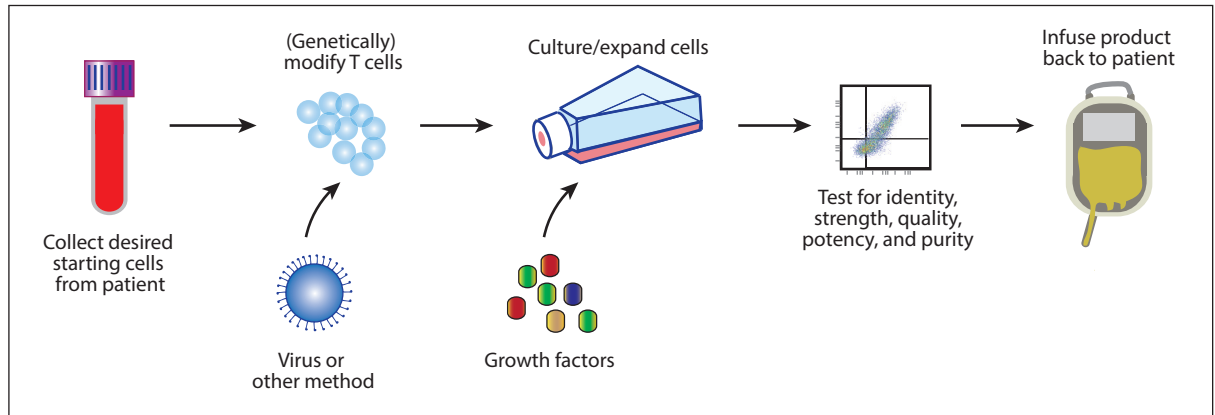 Collect desired
starting cells
from patient
(Genetically)
modify T cells
Virus or
other method
Culture/expand cells
Growth factors
Test for identity,
strength, quality,
potency, and purity
Infuse product
back to patient